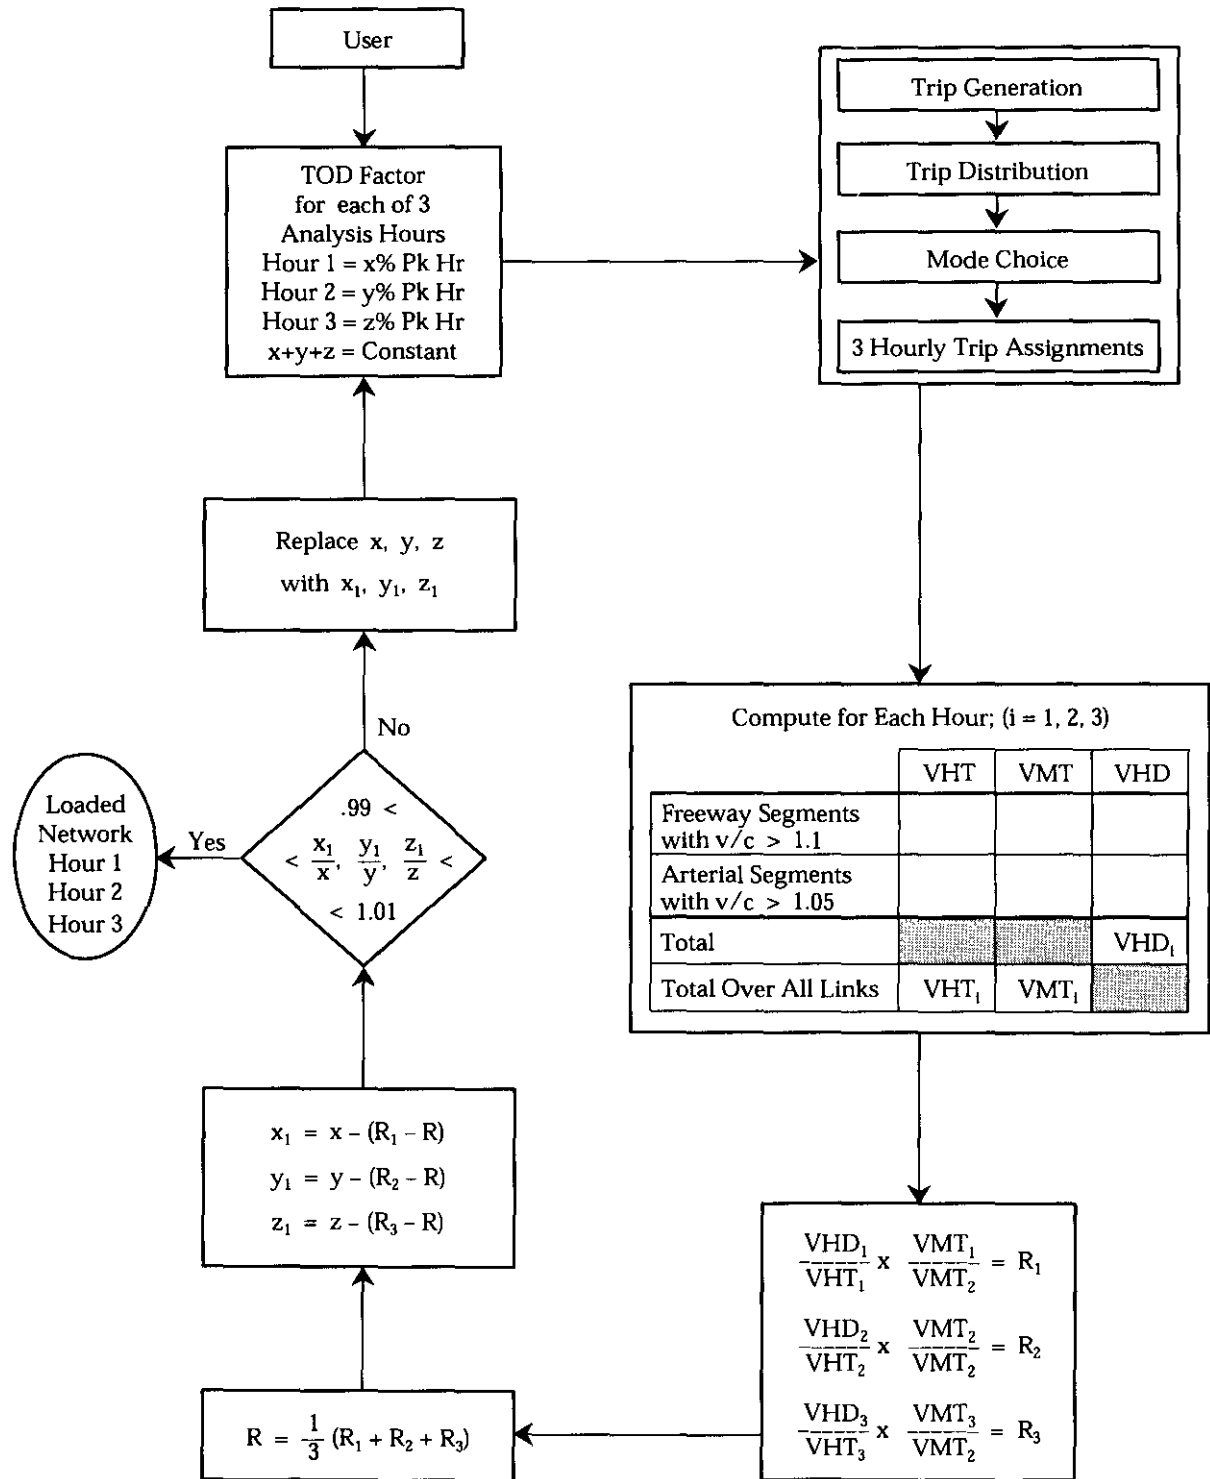 User
TOD Factor
for each of 3
Analysis Hours
Hour 1 = x% Pk Hr
Hour 2 = y% Pk Hr
Hour 3 = z% Pk Hr
x+y+z = Constant
Trip Generation
Trip Distribution
Mode Choice
3 Hourly Trip Assignments
Compute for Each Hour; (i = 1, 2, 3)
VHT VMT VHD
Freeway Segments
with v/c > 1.1
Arterial Segments
with v/c > 1.05
Total VHDᵢ
Total Over All Links VHTᵢ VMTᵢ
VHD₁/VHT₁ x VMT₁/VMT₂ = R₁
VHD₂/VHT₂ x VMT₂/VMT₂ = R₂
VHD₃/VHT₃ x VMT₃/VMT₂ = R₃
R = 1/3 (R₁ + R₂ + R₃)
x₁ = x – (R₁ – R)
y₁ = y – (R₂ – R)
z₁ = z – (R₃ – R)
.99 <
< x₁/x, y₁/y, z₁/z <
< 1.01
Yes
Loaded
Network
Hour 1
Hour 2
Hour 3
No
Replace x, y, z
with x₁, y₁, z₁